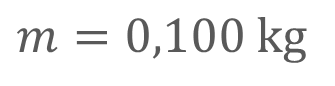 m = 0,100 kg